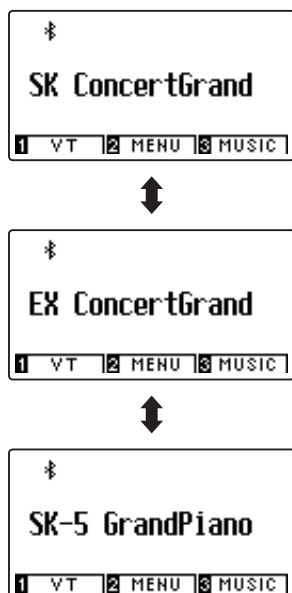 SK ConcertGrand
1 VT 2 MENU 3 MUSIC
EX ConcertGrand
1 VT 2 MENU 3 MUSIC
SK-5 GrandPiano
1 VT 2 MENU 3 MUSIC